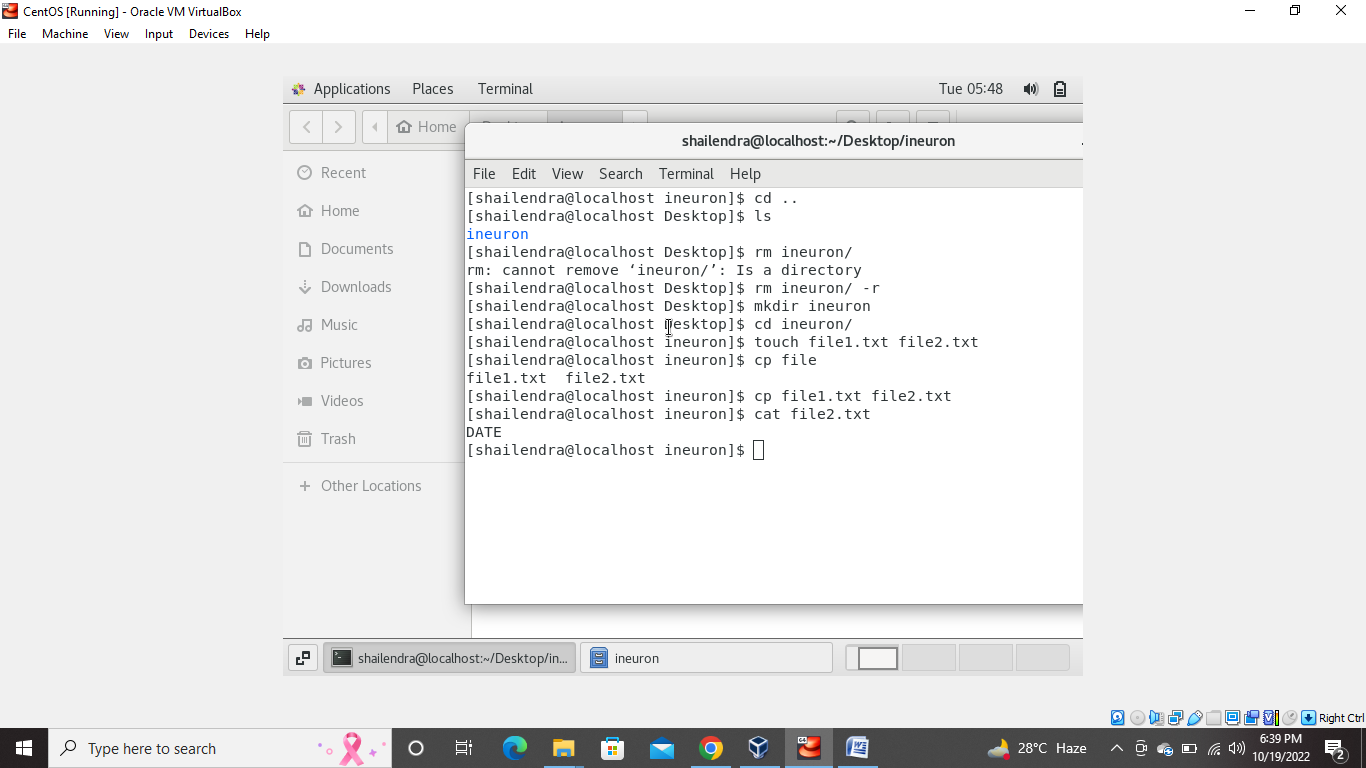 CentOS [Running] - Oracle VM VirtualBox
File Machine View Input Devices Help
Applications Places Terminal Tue 05:48
Home
shailendra@localhost:~/Desktop/ineuron
File Edit View Search Terminal Help
Recent
Home
Documents
Downloads
Music
Pictures
Videos
Trash
Other Locations
[shailendra@localhost ineuron]$ cd ..
[shailendra@localhost Desktop]$ ls
ineuron
[shailendra@localhost Desktop]$ rm ineuron/
rm: cannot remove ‘ineuron/’: Is a directory
[shailendra@localhost Desktop]$ rm ineuron/ -r
[shailendra@localhost Desktop]$ mkdir ineuron
[shailendra@localhost Desktop]$ cd ineuron/
[shailendra@localhost ineuron]$ touch file1.txt file2.txt
[shailendra@localhost ineuron]$ cp file
file1.txt  file2.txt
[shailendra@localhost ineuron]$ cp file1.txt file2.txt
[shailendra@localhost ineuron]$ cat file2.txt
DATE
[shailendra@localhost ineuron]$
shailendra@localhost:~/Desktop/in... ineuron
Right Ctrl
Type here to search 28°C Haze 6:39 PM
10/19/2022
2